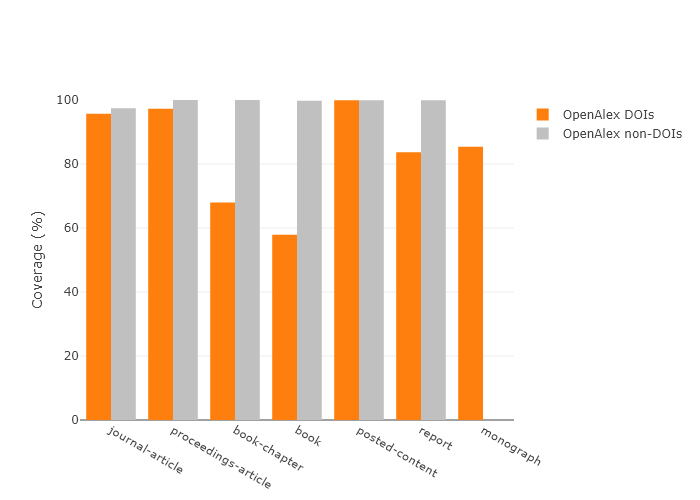 100
80
60
40
20
0
Coverage (%)
journal-article
proceedings-article
book-chapter
book
posted-content
report
monograph
OpenAlex DOIs
OpenAlex non-DOIs